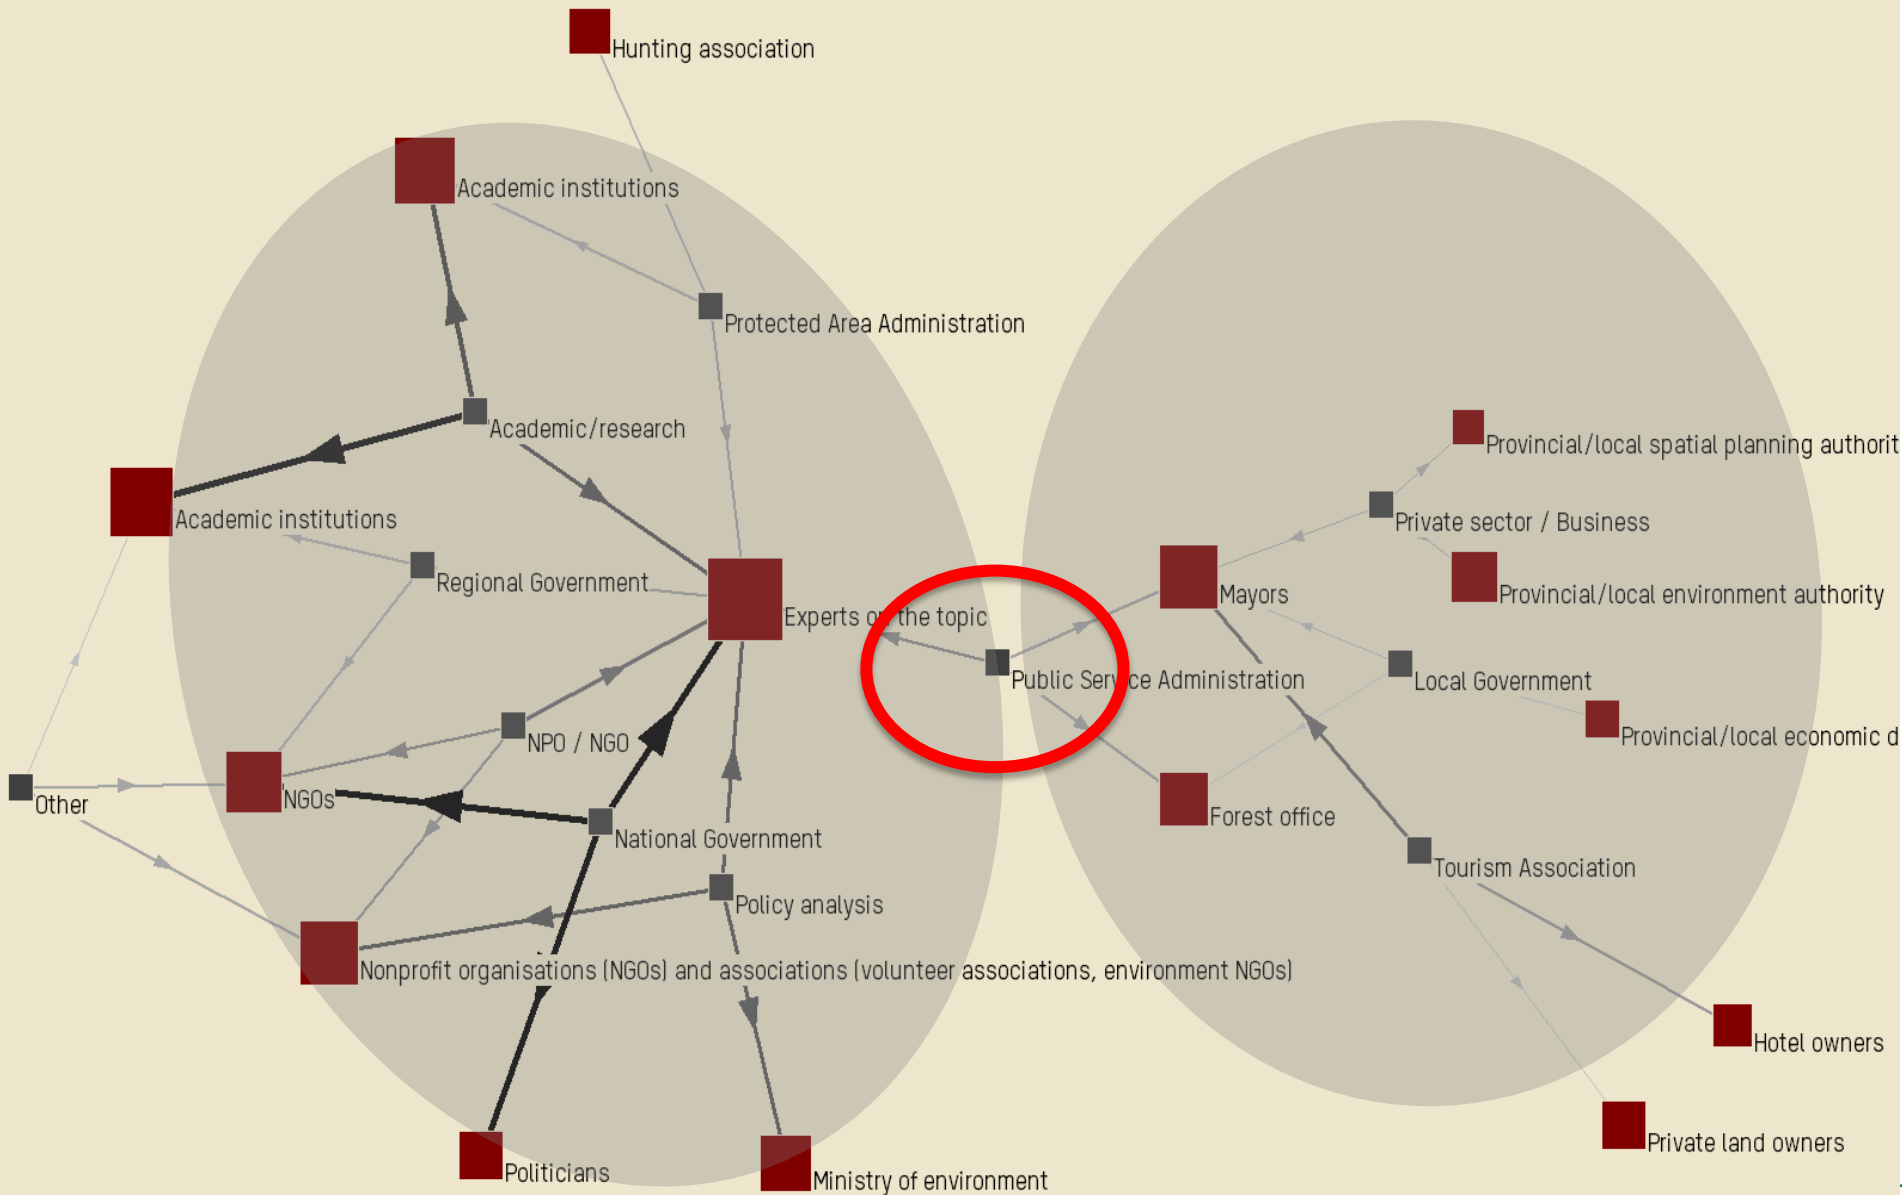 Hunting association
Academic institutions
Protected Area Administration
Academic/research
Provincial/local spatial planning authorit
Academic institutions
Private sector / Business
Regional Government
Mayors
Provincial/local environment authority
Experts on the topic
Public Service Administration
Local Government
NPO / NGO
Provincial/local economic d
Other
NGOs
National Government
Forest office
Tourism Association
Policy analysis
Nonprofit organisations (NGOs) and associations (volunteer associations, environment NGOs)
Hotel owners
Private land owners
Politicians
Ministry of environment